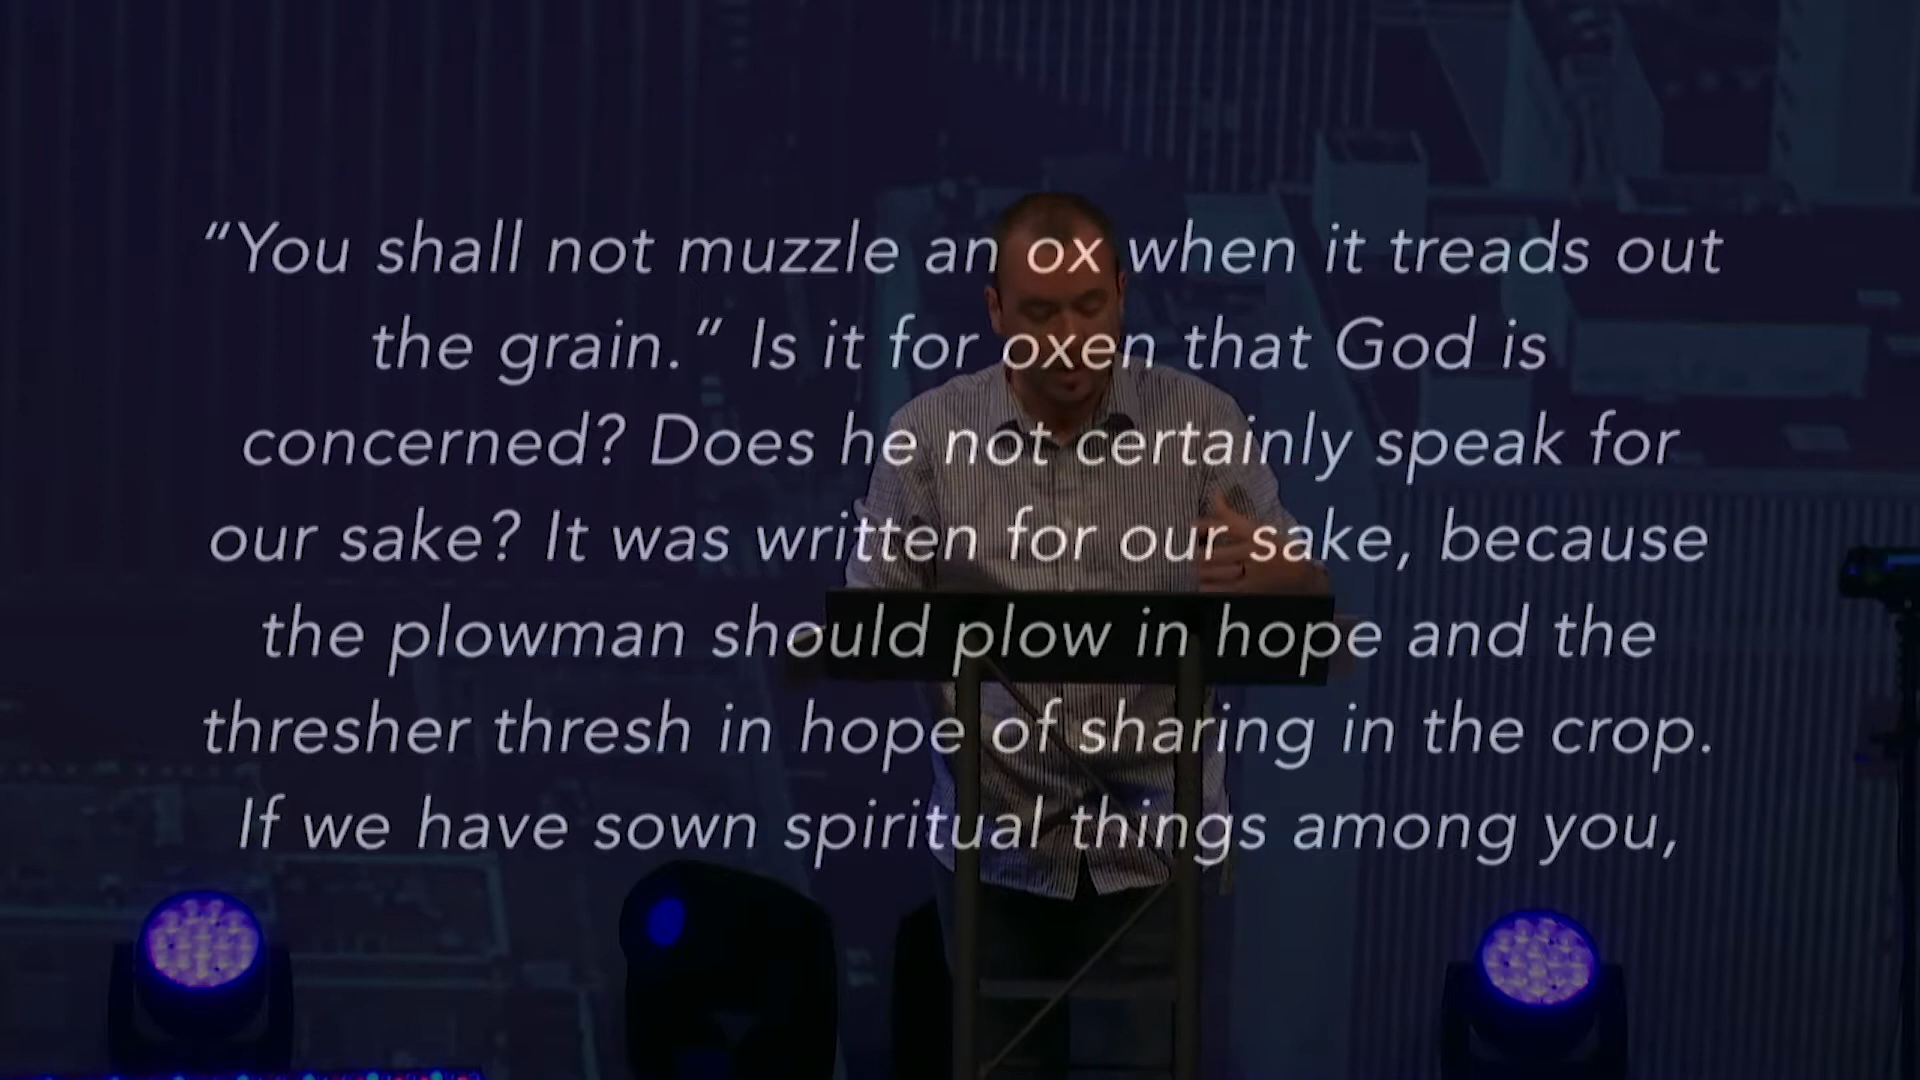 “You shall not muzzle an ox when it treads out
the grain.” Is it for oxen that God is
concerned? Does he not certainly speak for
our sake? It was written for our sake, because
the plowman should plow in hope and the
thresher thresh in hope of sharing in the crop.
If we have sown spiritual things among you,